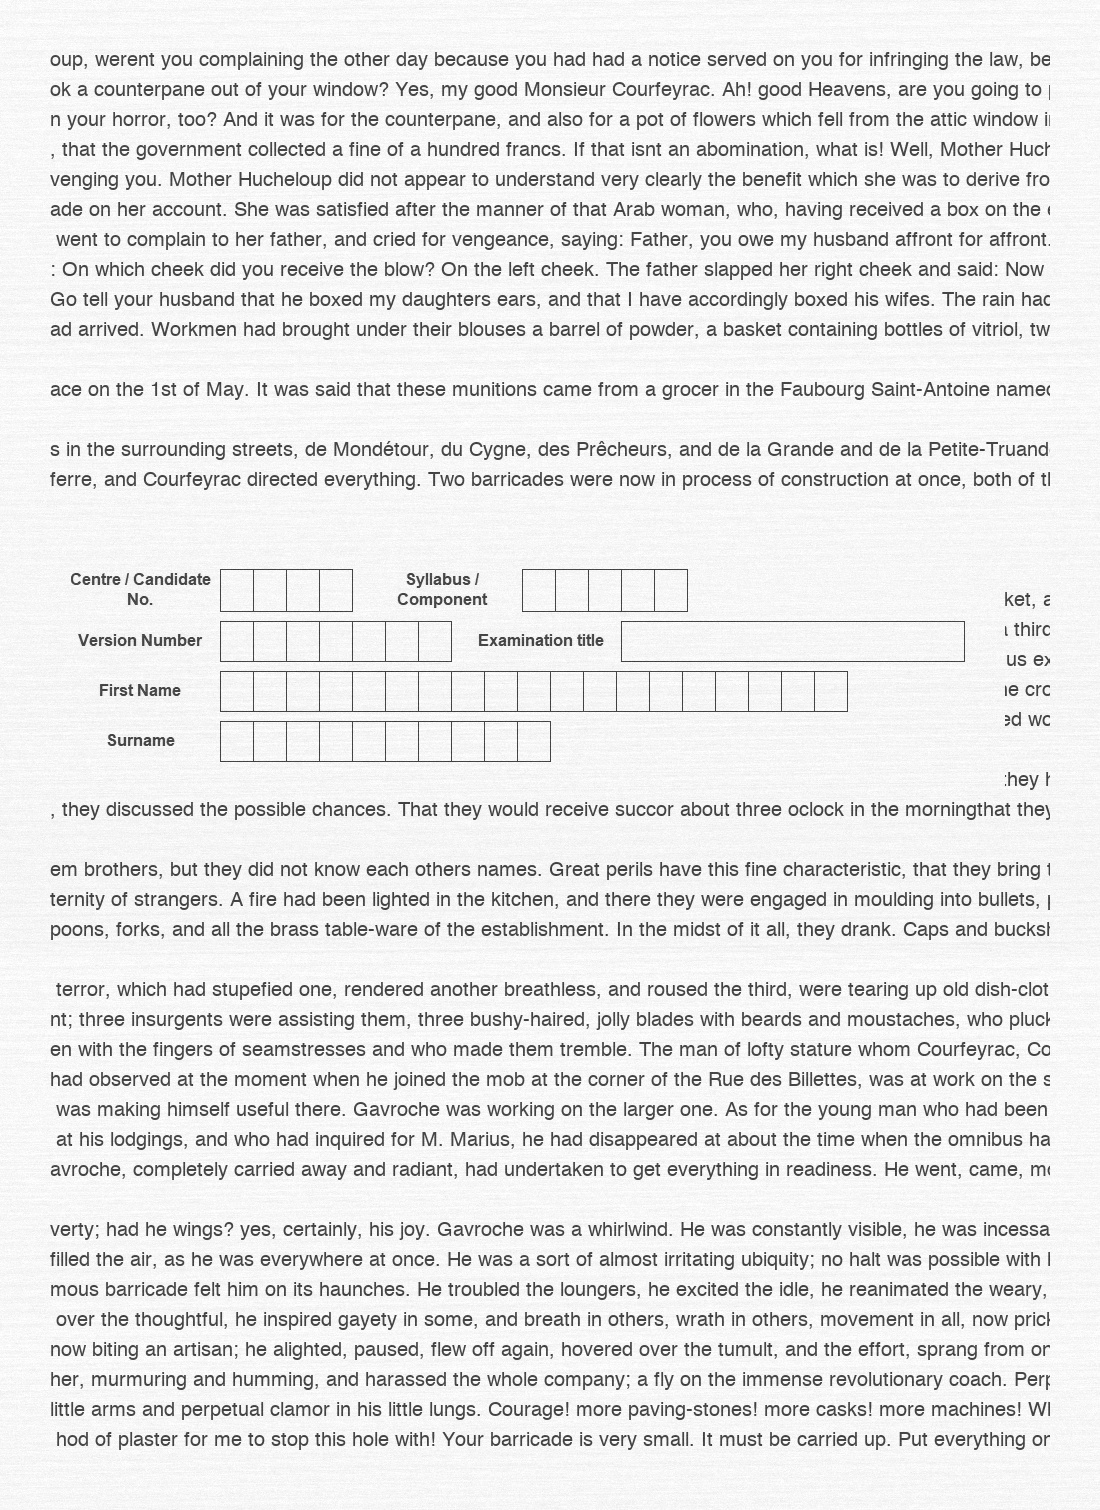 oup, werent you complaining the other day because you had had a notice served on you for infringing the law, be
ok a counterpane out of your window? Yes, my good Monsieur Courfeyrac. Ah! good Heavens, are you going to
n your horror, too? And it was for the counterpane, and also for a pot of flowers which fell from the attic window
, that the government collected a fine of a hundred francs. If that isnt an abomination, what is! Well, Mother Huch
venging you. Mother Hucheloup did not appear to understand very clearly the benefit which she was to derive fro
ade on her account. She was satisfied after the manner of that Arab woman, who, having received a box on the
went to complain to her father, and cried for vengeance, saying: Father, you owe my husband affront for affront.
: On which cheek did you receive the blow? On the left cheek. The father slapped her right cheek and said: Now
Go tell your husband that he boxed my daughters ears, and that I have accordingly boxed his wifes. The rain had
ad arrived. Workmen had brought under their blouses a barrel of powder, a basket containing bottles of vitriol, tw
ace on the 1st of May. It was said that these munitions came from a grocer in the Faubourg Saint-Antoine named
s in the surrounding streets, de Mondétour, du Cygne, des Prêcheurs, and de la Grande and de la Petite-Truand
ferre, and Courfeyrac directed everything. Two barricades were now in process of construction at once, both of
Centre / Candidate No.
Syllabus / Component
ket, a
third
Version Number
Examination title
us ex
First Name
e cro
ed wo
Surname
they h
, they discussed the possible chances. That they would receive succor about three oclock in the morningthat they
em brothers, but they did not know each others names. Great perils have this fine characteristic, that they bring
ternity of strangers. A fire had been lighted in the kitchen, and there they were engaged in moulding into bullets,
poons, forks, and all the brass table-ware of the establishment. In the midst of it all, they drank. Caps and bucksh
terror, which had stupefied one, rendered another breathless, and roused the third, were tearing up old dish-clot
nt; three insurgents were assisting them, three bushy-haired, jolly blades with beards and moustaches, who pluck
en with the fingers of seamstresses and who made them tremble. The man of lofty stature whom Courfeyrac, Co
had observed at the moment when he joined the mob at the corner of the Rue des Billettes, was at work on the s
was making himself useful there. Gavroche was working on the larger one. As for the young man who had been
at his lodgings, and who had inquired for M. Marius, he had disappeared at about the time when the omnibus ha
avroche, completely carried away and radiant, had undertaken to get everything in readiness. He went, came, mo
verty; had he wings? yes, certainly, his joy. Gavroche was a whirlwind. He was constantly visible, he was incessa
filled the air, as he was everywhere at once. He was a sort of almost irritating ubiquity; no halt was possible with
mous barricade felt him on its haunches. He troubled the loungers, he excited the idle, he reanimated the weary,
over the thoughtful, he inspired gayety in some, and breath in others, wrath in others, movement in all, now prick
now biting an artisan; he alighted, paused, flew off again, hovered over the tumult, and the effort, sprang from on
her, murmuring and humming, and harassed the whole company; a fly on the immense revolutionary coach. Perp
little arms and perpetual clamor in his little lungs. Courage! more paving-stones! more casks! more machines! Wh
hod of plaster for me to stop this hole with! Your barricade is very small. It must be carried up. Put everything on